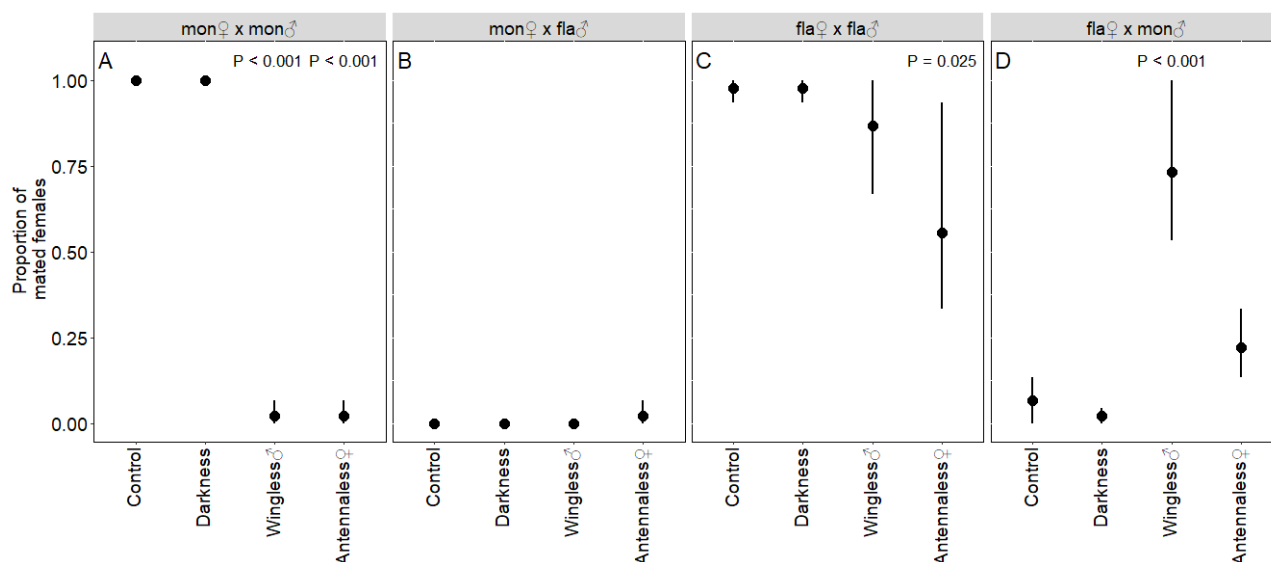 mon♀ x mon♂
mon♀ x fla♂
fla♀ x fla♂
fla♀ x mon♂
A
P < 0.001 P < 0.001
B
C
P = 0.025
D
P < 0.001
Proportion of
mated females
1.00
0.75
0.50
0.25
0.00
Control
Darkness
Wingless♂
Antennaless♀
Control
Darkness
Wingless♂
Antennaless♀
Control
Darkness
Wingless♂
Antennaless♀
Control
Darkness
Wingless♂
Antennaless♀